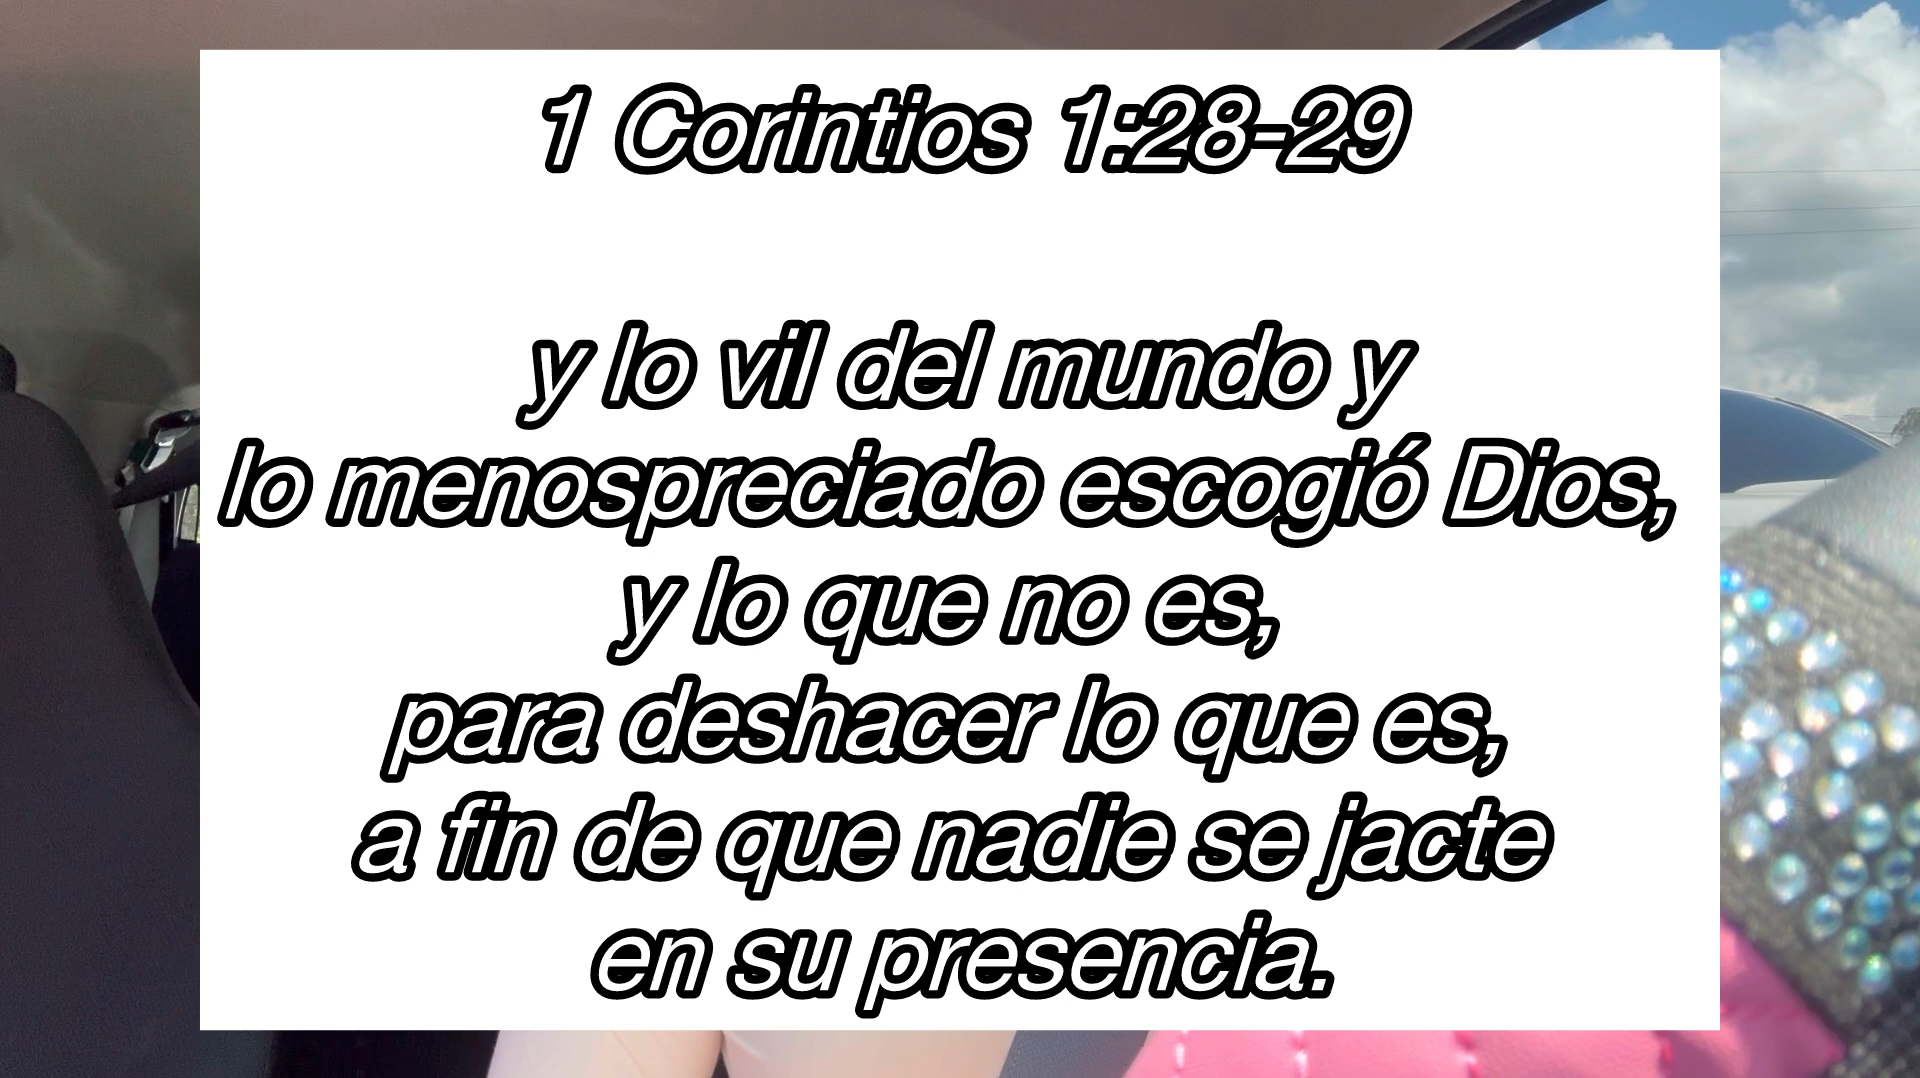 1 Corintios 1:28-29
y lo vil del mundo y
lo menospreciado escogió Dios,
y lo que no es,
para deshacer lo que es,
a fin de que nadie se jacte
en su presencia.